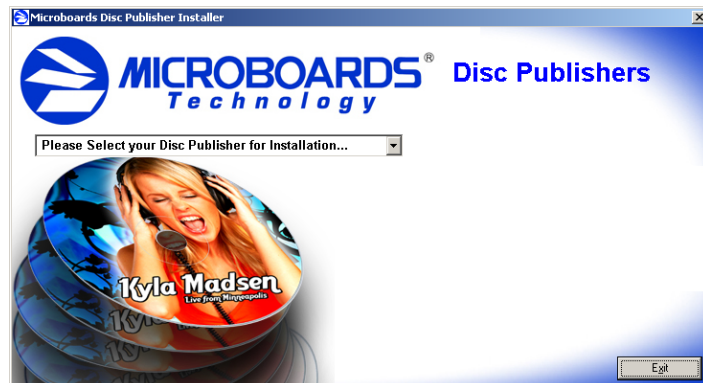 Microboards Disc Publisher Installer
MICROBOARDS®
Technology
Disc Publishers
Please Select your Disc Publisher for Installation...
Kyla Madsen
Live from Minneapolis
Exit